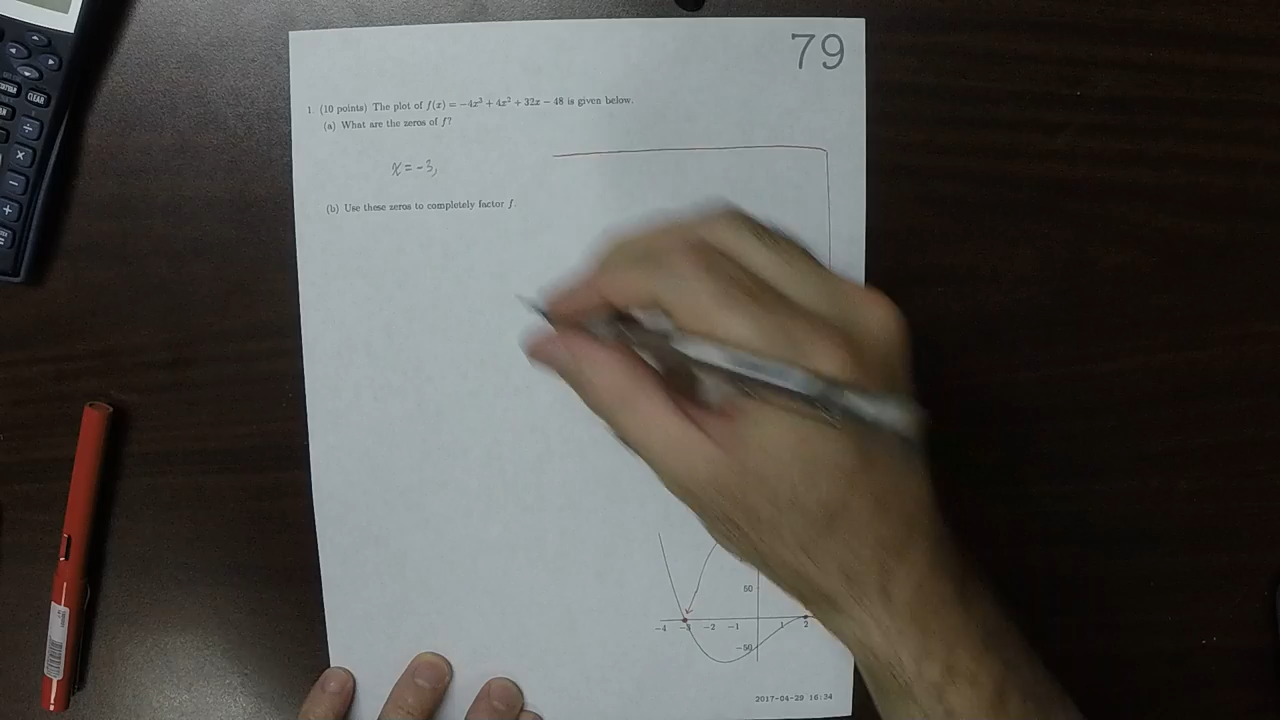 79
1. (10 points) The plot of f(x) = −4x³ + 4x² + 32x − 48 is given below.
(a) What are the zeros of f?
x = -3,
(b) Use these zeros to completely factor f.
50
−4 −3 −2 −1 1 2
−50
2017-04-29 16:34
CLEAR